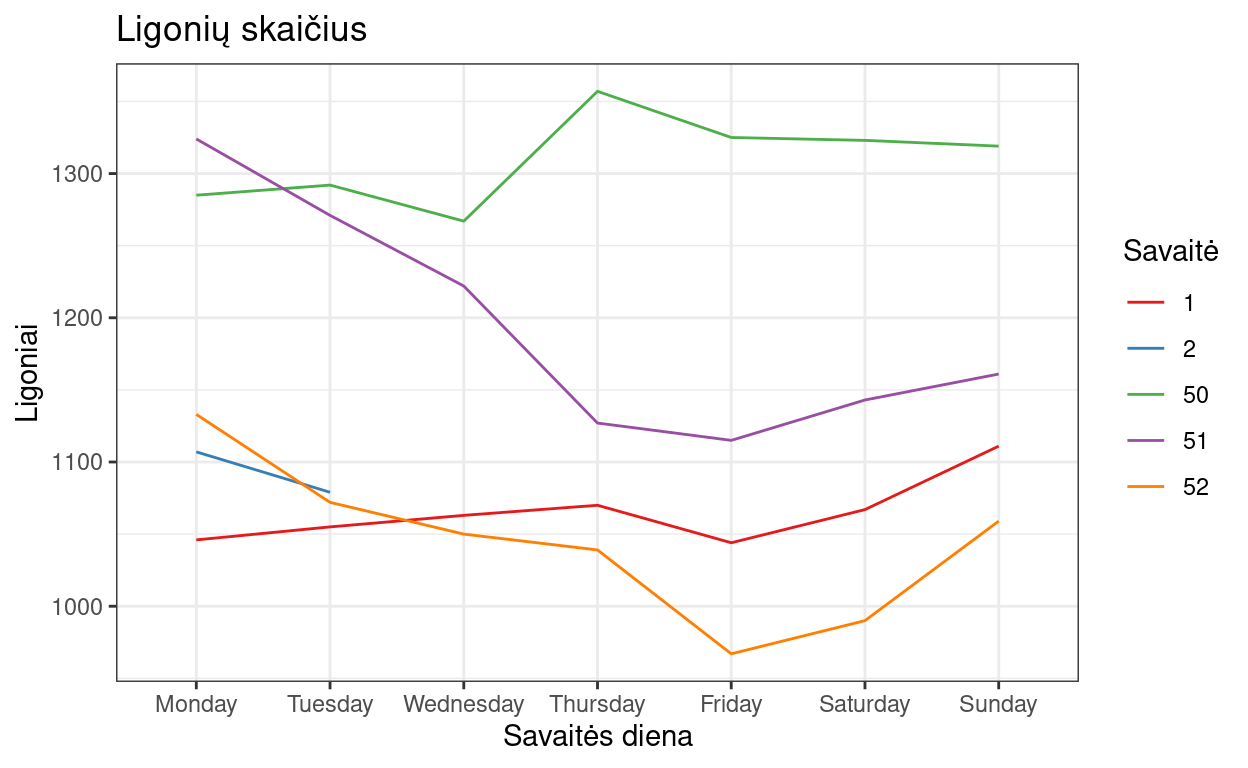 Ligonių skaičius
Ligoniai
1300
1200
1100
1000
Monday Tuesday Wednesday Thursday Friday Saturday Sunday
Savaitės diena
Savaitė
1
2
50
51
52